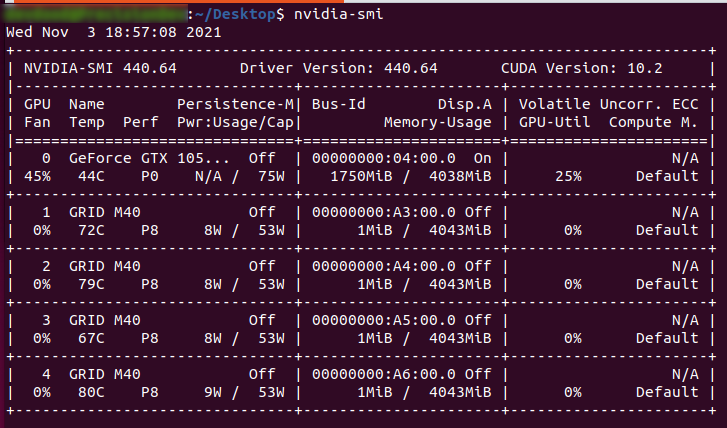 :~/Desktop$ nvidia-smi
Wed Nov  3 18:57:08 2021
+-----------------------------------------------------------------------------+
| NVIDIA-SMI 440.64       Driver Version: 440.64       CUDA Version: 10.2     |
|-------------------------------+----------------------+----------------------+
| GPU  Name        Persistence-M| Bus-Id        Disp.A | Volatile Uncorr. ECC |
| Fan  Temp  Perf  Pwr:Usage/Cap|         Memory-Usage | GPU-Util  Compute M. |
|===============================+======================+======================|
|   0  GeForce GTX 105...  Off  | 00000000:04:00.0  On |                  N/A |
| 45%   44C    P0    N/A /  75W |   1750MiB /  4038MiB |     25%      Default |
+-------------------------------+----------------------+----------------------+
|   1  GRID M40            Off  | 00000000:A3:00.0 Off |                  N/A |
|  0%   72C    P8     8W /  53W |      1MiB /  4043MiB |      0%      Default |
+-------------------------------+----------------------+----------------------+
|   2  GRID M40            Off  | 00000000:A4:00.0 Off |                  N/A |
|  0%   79C    P8     8W /  53W |      1MiB /  4043MiB |      0%      Default |
+-------------------------------+----------------------+----------------------+
|   3  GRID M40            Off  | 00000000:A5:00.0 Off |                  N/A |
|  0%   67C    P8     8W /  53W |      1MiB /  4043MiB |      0%      Default |
+-------------------------------+----------------------+----------------------+
|   4  GRID M40            Off  | 00000000:A6:00.0 Off |                  N/A |
|  0%   80C    P8     9W /  53W |      1MiB /  4043MiB |      0%      Default |
+-------------------------------+----------------------+----------------------+